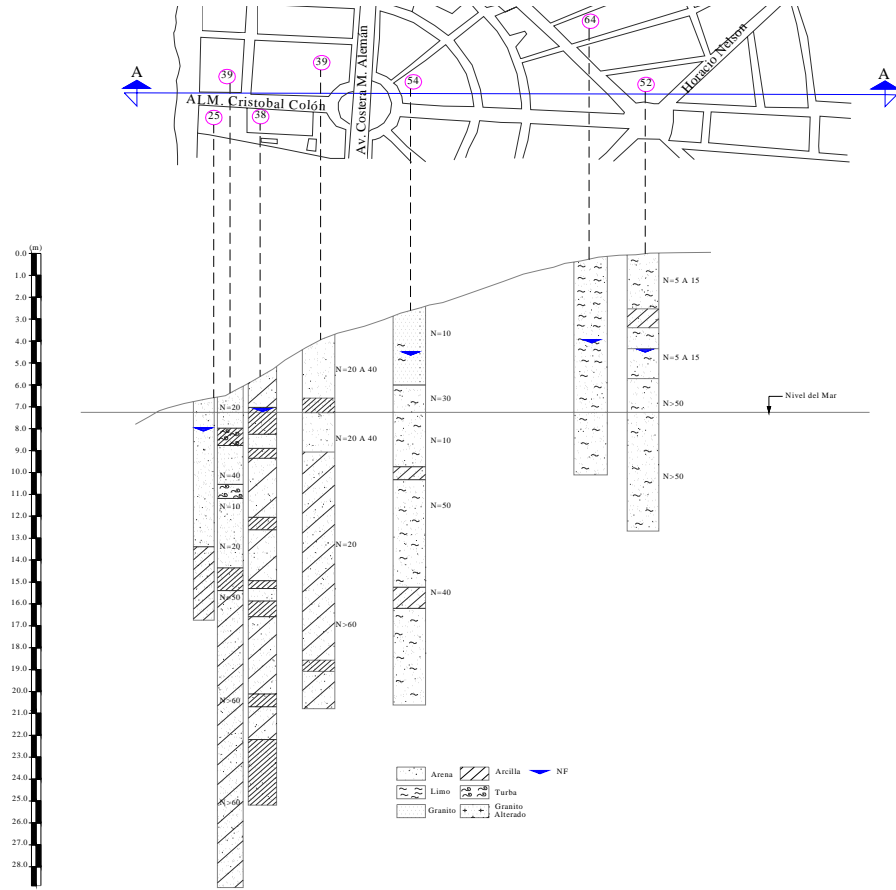 64
Horacio Nelson
Av. Costera M. Alemán
39
A
39
54
52
A
ALM. Cristobal Colón
25
38
(m)
0.0
1.0
2.0
3.0
4.0
5.0
6.0
7.0
8.0
9.0
10.0
11.0
12.0
13.0
14.0
15.0
16.0
17.0
18.0
19.0
20.0
21.0
22.0
23.0
24.0
25.0
26.0
27.0
28.0
N=20
N=40
N=10
N=20
N=50
N>60
N>60
N=20 A 40
N=20 A 40
N=20
N>60
N=10
N=30
N=10
N=50
N=40
N=5 A 15
N=5 A 15
N>50
N>50
Nivel del Mar
Arena
Arcilla
NF
Limo
Turba
Granito
Granito
Alterado